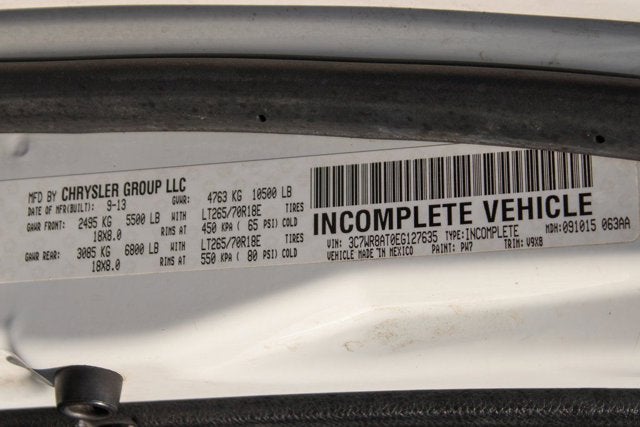 MFD BY CHRYSLER GROUP LLC
DATE OF MFR(BUILT): 9-13 GVWR: 4763 KG 10500 LB
GAWR FRONT: 2495 KG 5500 LB WITH LT265/70R18E TIRES
18X8.0 RIMS AT 450 KPA ( 65 PSI) COLD
GAWR REAR: 3085 KG 6800 LB WITH LT265/70R18E TIRES
18X8.0 RIMS AT 550 KPA ( 80 PSI) COLD
INCOMPLETE VEHICLE
VIN: 3C7WR8AT0EG127635 TYPE: INCOMPLETE MDH: 091015 063AA
VEHICLE MADE IN MEXICO PAINT: PW7 TRIM: V9X8